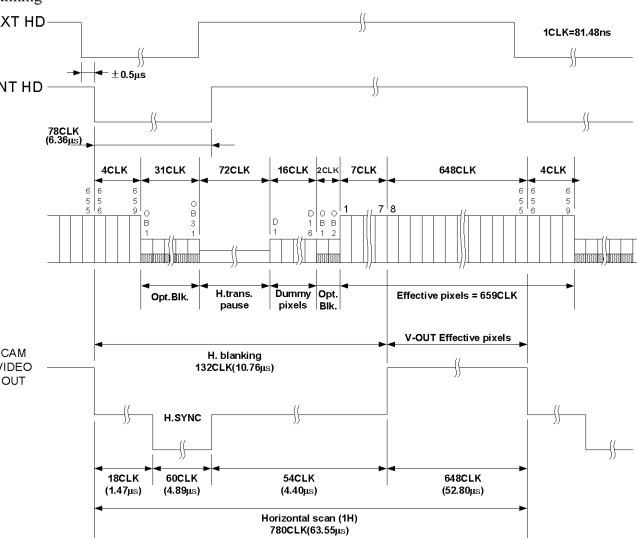 EXT HD
1CLK=81.48ns
±0.5µs
INT HD
78CLK
(6.36µs)
4CLK 31CLK 72CLK 16CLK 2CLK 7CLK 648CLK 4CLK
655 656 659 OB1 OB31 D1 D16 OB1 OB2 1 7 8 655 656 659
Opt.Blk. H.trans. pause Dummy pixels Opt. Blk. Effective pixels = 659CLK
H. blanking
132CLK(10.76µs)
V-OUT Effective pixels
CAM
VIDEO
OUT
H.SYNC
18CLK
(1.47µs)
60CLK
(4.89µs)
54CLK
(4.40µs)
648CLK
(52.80µs)
Horizontal scan (1H)
780CLK(63.55µs)